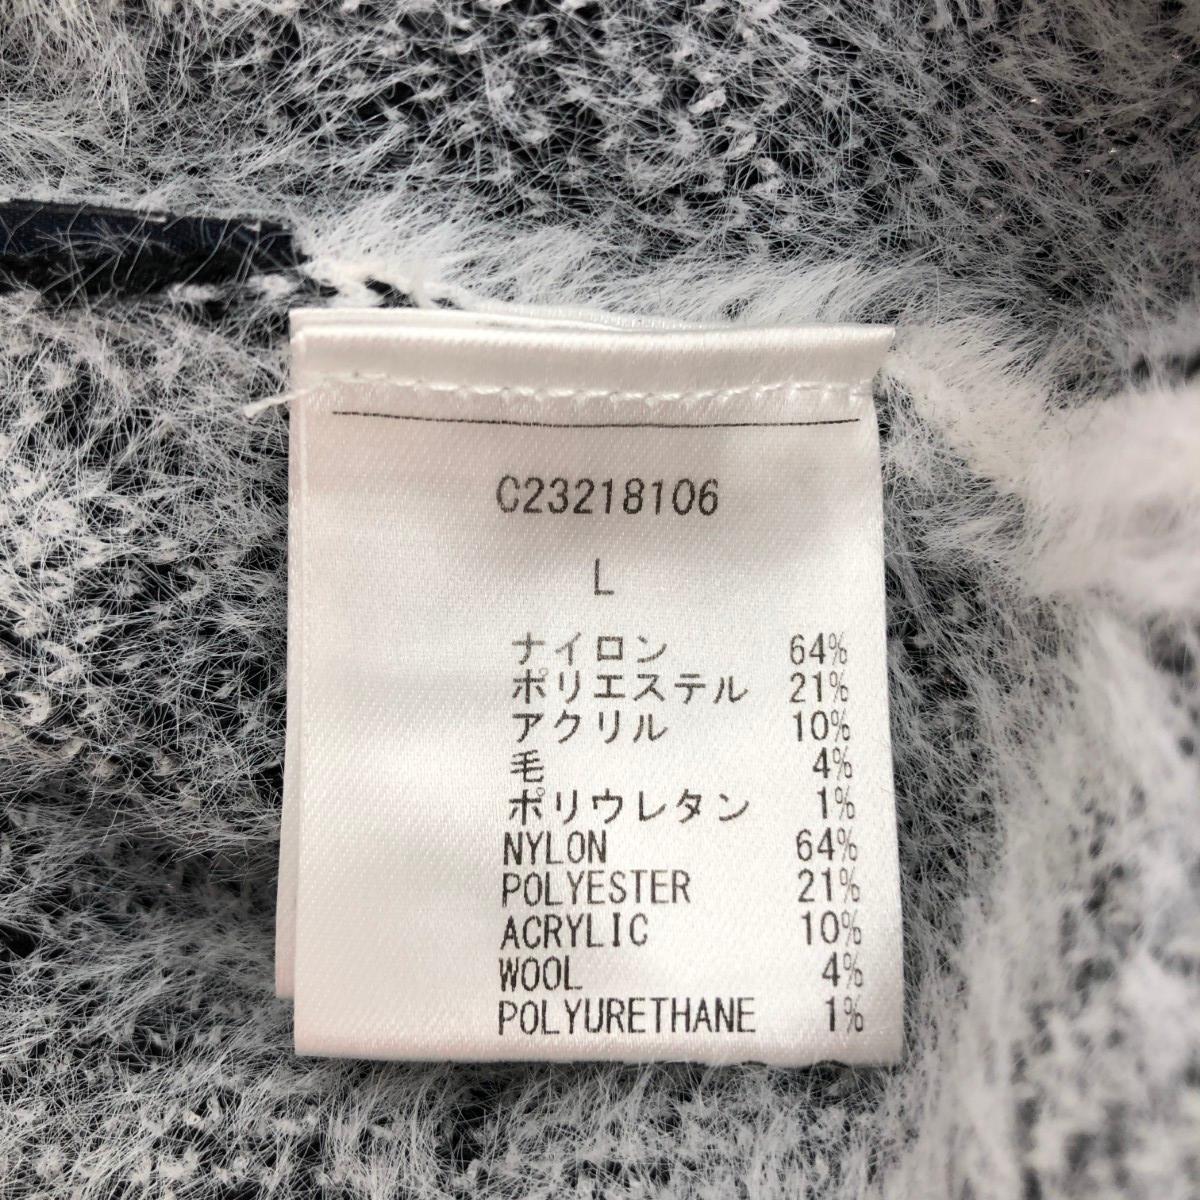 C23218106
L
ナイロン 64%
ポリエステル 21%
アクリル 10%
毛 4%
ポリウレタン 1%
NYLON 64%
POLYESTER 21%
ACRYLIC 10%
WOOL 4%
POLYURETHANE 1%